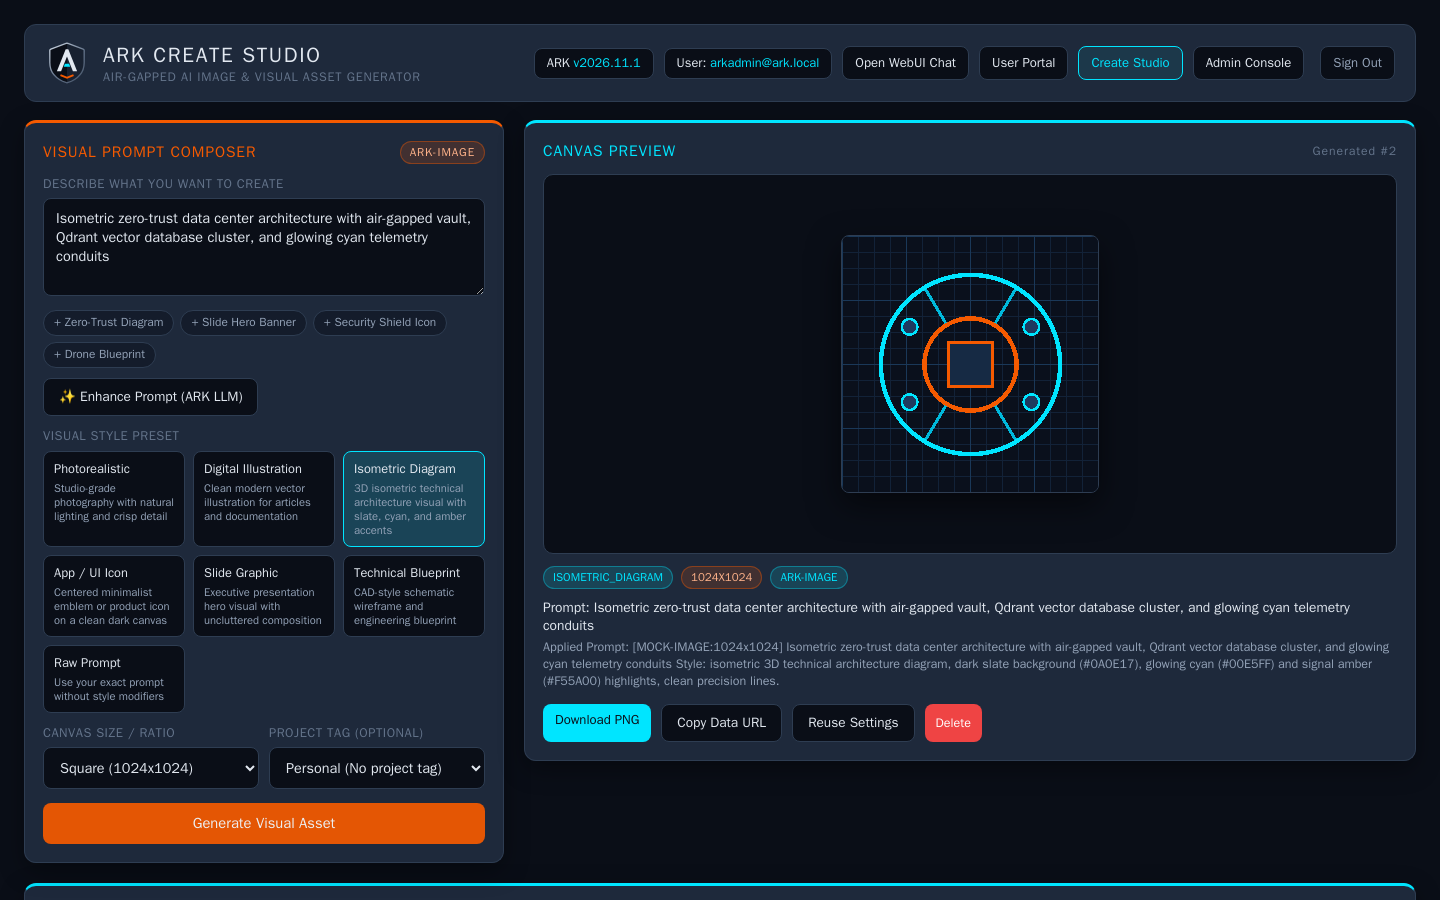 ARK CREATE STUDIO
AIR-GAPPED AI IMAGE & VISUAL ASSET GENERATOR
ARK v2026.11.1
User: arkadmin@ark.local
Open WebUI Chat
User Portal
Create Studio
Admin Console
Sign Out
VISUAL PROMPT COMPOSER
ARK-IMAGE
DESCRIBE WHAT YOU WANT TO CREATE
Isometric zero-trust data center architecture with air-gapped vault,
Qdrant vector database cluster, and glowing cyan telemetry
conduits
+ Zero-Trust Diagram
+ Slide Hero Banner
+ Security Shield Icon
+ Drone Blueprint
✨ Enhance Prompt (ARK LLM)
VISUAL STYLE PRESET
Photorealistic
Studio-grade
photography with natural
lighting and crisp detail
Digital Illustration
Clean modern vector
illustration for articles
and documentation
Isometric Diagram
3D isometric technical
architecture visual with
slate, cyan, and amber
accents
App / UI Icon
Centered minimalist
emblem or product icon
on a clean dark canvas
Slide Graphic
Executive presentation
hero visual with
uncluttered composition
Technical Blueprint
CAD-style schematic
wireframe and
engineering blueprint
Raw Prompt
Use your exact prompt
without style modifiers
CANVAS SIZE / RATIO
PROJECT TAG (OPTIONAL)
Square (1024x1024)
Personal (No project tag)
Generate Visual Asset
CANVAS PREVIEW
Generated #2
ISOMETRIC_DIAGRAM
1024X1024
ARK-IMAGE
Prompt: Isometric zero-trust data center architecture with air-gapped vault, Qdrant vector database cluster, and glowing cyan telemetry
conduits
Applied Prompt: [MOCK-IMAGE:1024x1024] Isometric zero-trust data center architecture with air-gapped vault, Qdrant vector database cluster, and glowing
cyan telemetry conduits Style: isometric 3D technical architecture diagram, dark slate background (#0A0E17), glowing cyan (#00E5FF) and signal amber
(#F55A00) highlights, clean precision lines.
Download PNG
Copy Data URL
Reuse Settings
Delete